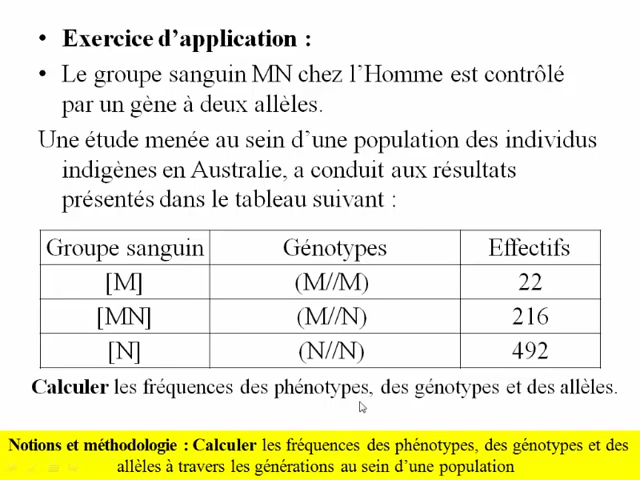 • Exercice d’application :
• Le groupe sanguin MN chez l’Homme est contrôlé
par un gène à deux allèles.
Une étude menée au sein d’une population des individus
indigènes en Australie, a conduit aux résultats
présentés dans le tableau suivant :
Groupe sanguin Génotypes Effectifs
[M] (M//M) 22
[MN] (M//N) 216
[N] (N//N) 492
Calculer les fréquences des phénotypes, des génotypes et des allèles.
Notions et méthodologie : Calculer les fréquences des phénotypes, des génotypes et des
allèles à travers les générations au sein d’une population